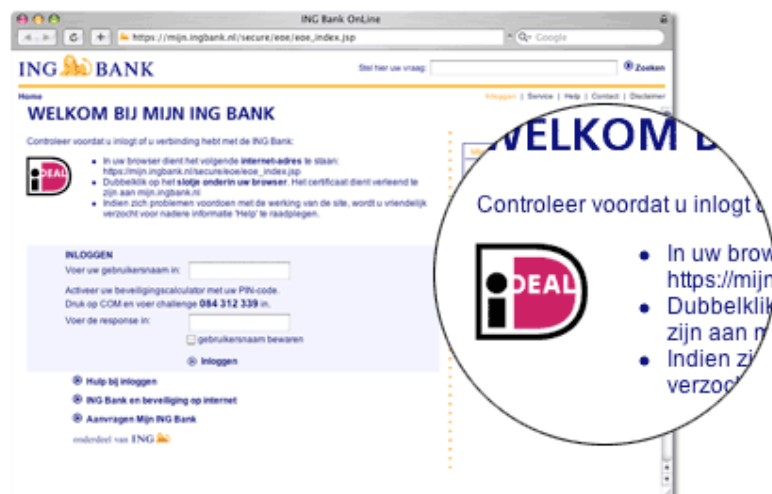 ING Bank OnLine
https://mijn.ingbank.nl/secure/eoe/eoe_index.jsp
Google
ING BANK
Stel hier uw vraag:
Zoeken
Home
Inloggen | Service | Help | Contact | Disclaimer
WELKOM BIJ MIJN ING BANK
Controleer voordat u inlogt of u verbinding hebt met de ING Bank:
iDEAL
In uw browser dient het volgende internet-adres te staan:
https://mijn.ingbank.nl/secure/eoe/eoe_index.jsp
Dubbelklik op het slotje onderin uw browser. Het certificaat dient verleend te
zijn aan mijn.ingbank.nl
Indien zich problemen voordoen met de werking van de site, wordt u vriendelijk
verzocht voor nadere informatie 'Help' te raadplegen.
INLOGGEN
Voer uw gebruikersnaam in:
Activeer uw beveiligingscalculator met uw PIN-code.
Druk op COM en voer challenge 084 312 339 in.
Voer de response in:
gebruikersnaam bewaren
Inloggen
Hulp bij inloggen
ING Bank en beveiliging op internet
Aanvragen Mijn ING Bank
onderdeel van ING
WELKOM B
Controleer voordat u inlogt
iDEAL
In uw brow
https://mijn
Dubbelklik
zijn aan m
Indien zi
verzoch